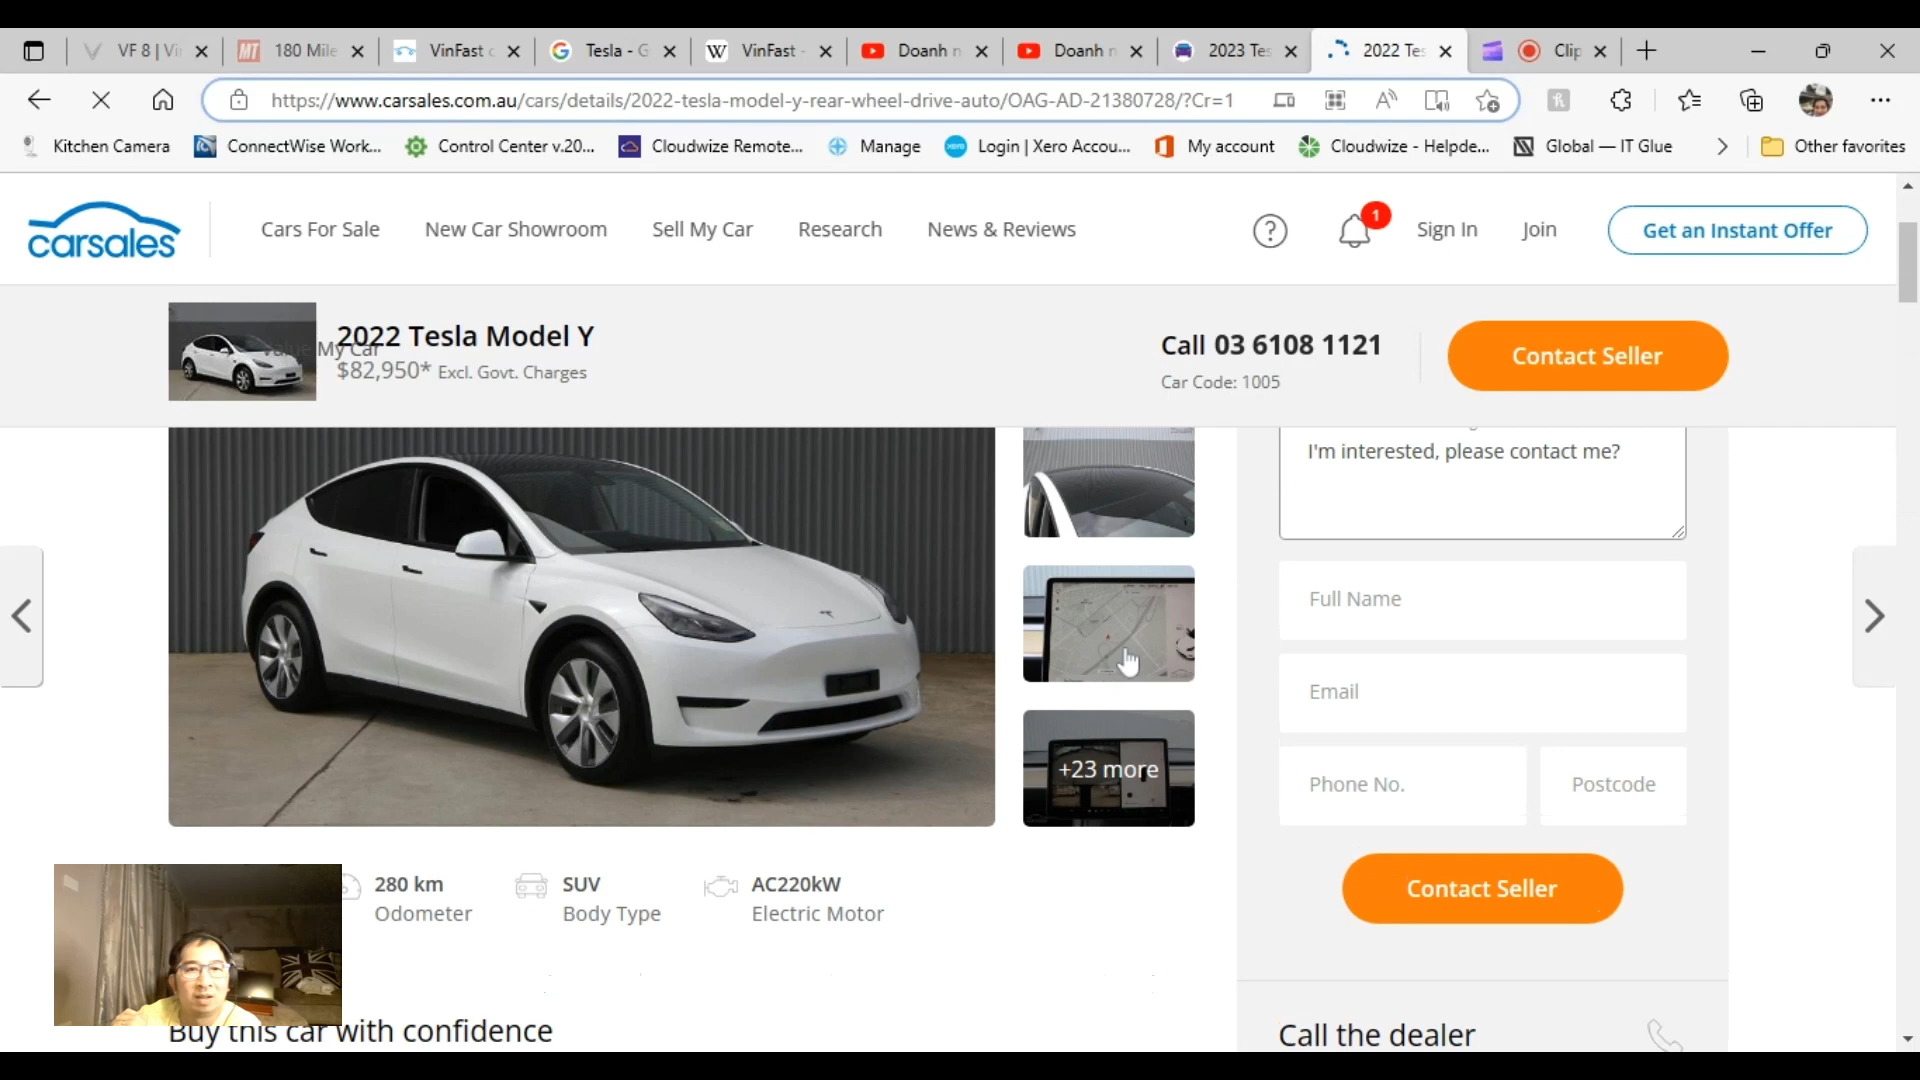 VF 8 | Vi
180 Mile
VinFast c
Tesla - G
VinFast -
Doanh n
Doanh n
2023 Tes
2022 Tes
Clip
https://www.carsales.com.au/cars/details/2022-tesla-model-y-rear-wheel-drive-auto/OAG-AD-21380728/?Cr=1
Kitchen Camera
ConnectWise Work...
Control Center v.20...
Cloudwize Remote...
Manage
Login | Xero Accou...
My account
Cloudwize - Helpde...
Global — IT Glue
Other favorites
carsales
Cars For Sale
New Car Showroom
Sell My Car
Research
News & Reviews
1
Sign In
Join
Get an Instant Offer
2022 Tesla Model Y
Value My Car
$82,950* Excl. Govt. Charges
Call 03 6108 1121
Car Code: 1005
Contact Seller
I'm interested, please contact me?
Full Name
Email
Phone No.
Postcode
+23 more
Contact Seller
280 km
Odometer
SUV
Body Type
AC220kW
Electric Motor
Buy this car with confidence
Call the dealer